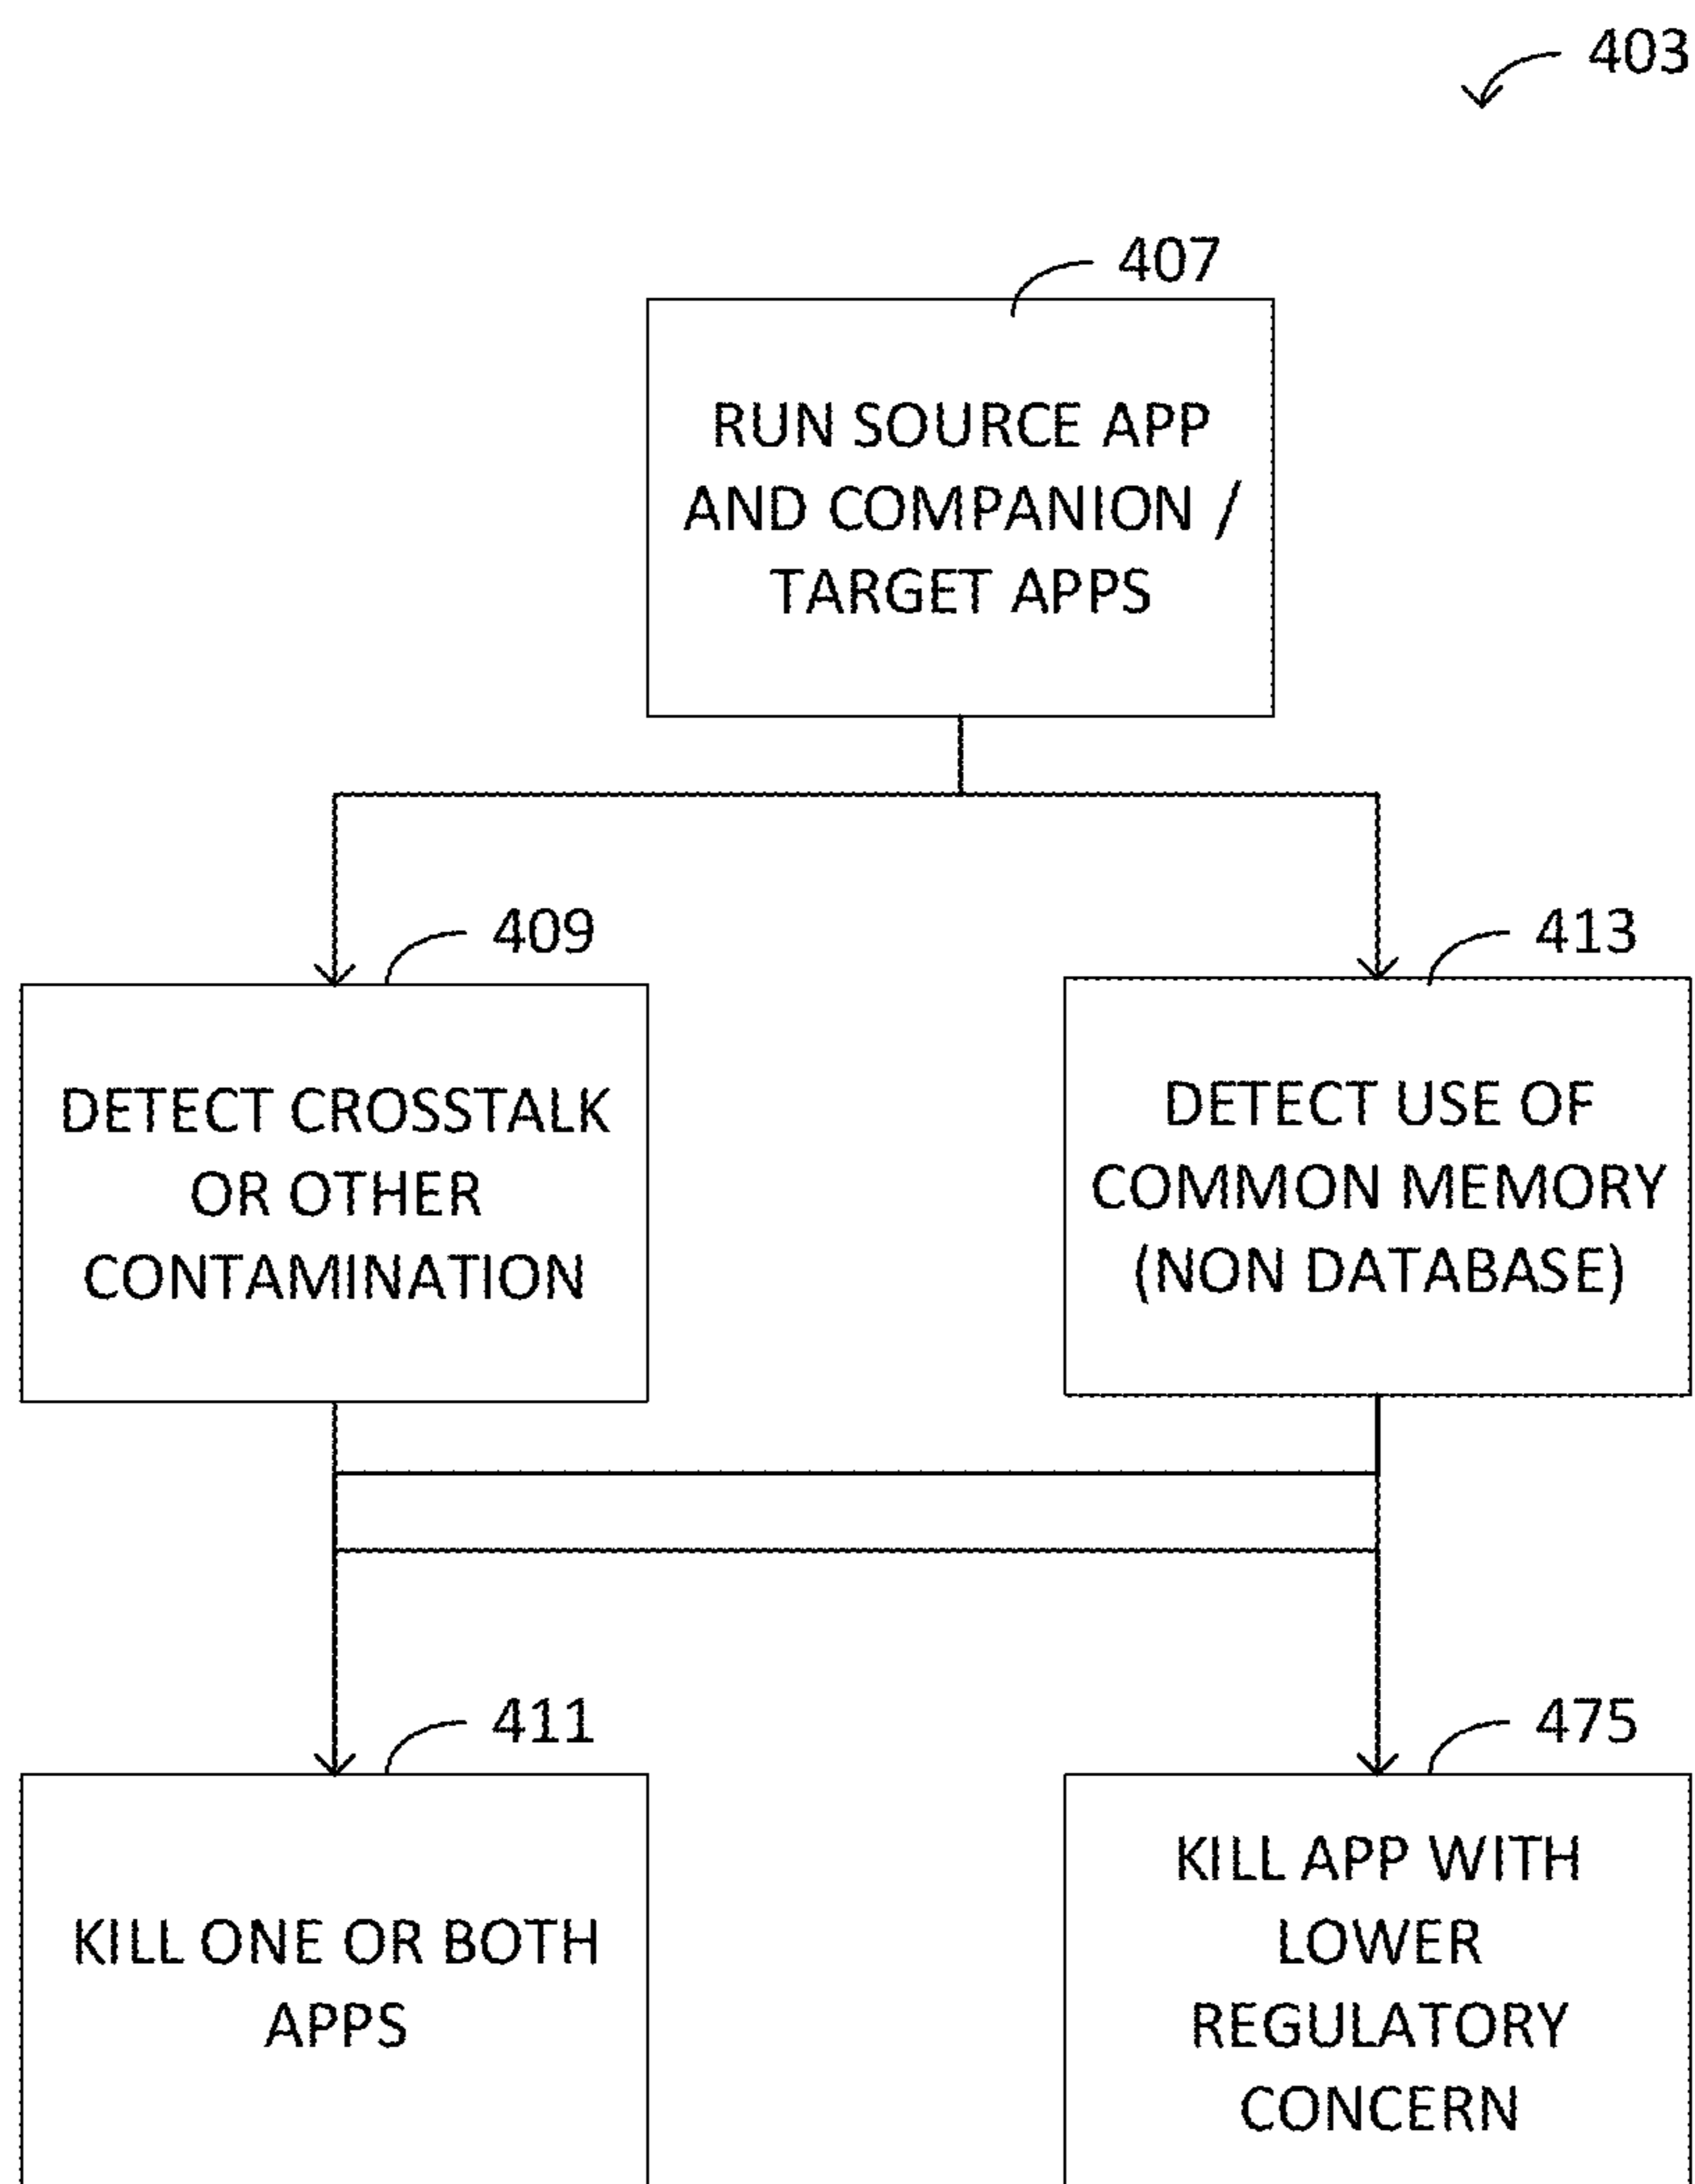 403
407
RUN SOURCE APP
AND COMPANION /
TARGET APPS
409
DETECT CROSSTALK
OR OTHER
CONTAMINATION
413
DETECT USE OF
COMMON MEMORY
(NON DATABASE)
411
KILL ONE OR BOTH
APPS
475
KILL APP WITH
LOWER
REGULATORY
CONCERN